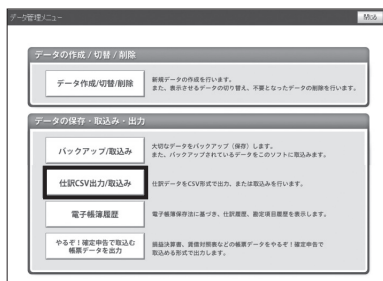 データ管理メニュー
データの作成 / 切替 / 削除
データ作成/切替/削除
新規データの作成を行います。
また、表示させるデータの切り替え、不要となったデータの削除を行います。
データの保存・取込み・出力
バックアップ/取込み
大切なデータをバックアップ（保存）します。
また、バックアップされているデータをこのソフトに取込みます。
仕訳CSV出力/取込み
仕訳データをCSV形式で出力、または取込みを行います。
電子帳簿履歴
電子帳簿保存法に基づき、仕訳履歴、勘定項目履歴を表示します。
やるぞ！確定申告で取込む
帳票データを出力
損益決算書、貸借対照表などの帳票データをやるぞ！確定申告で
取込める形式で出力します。